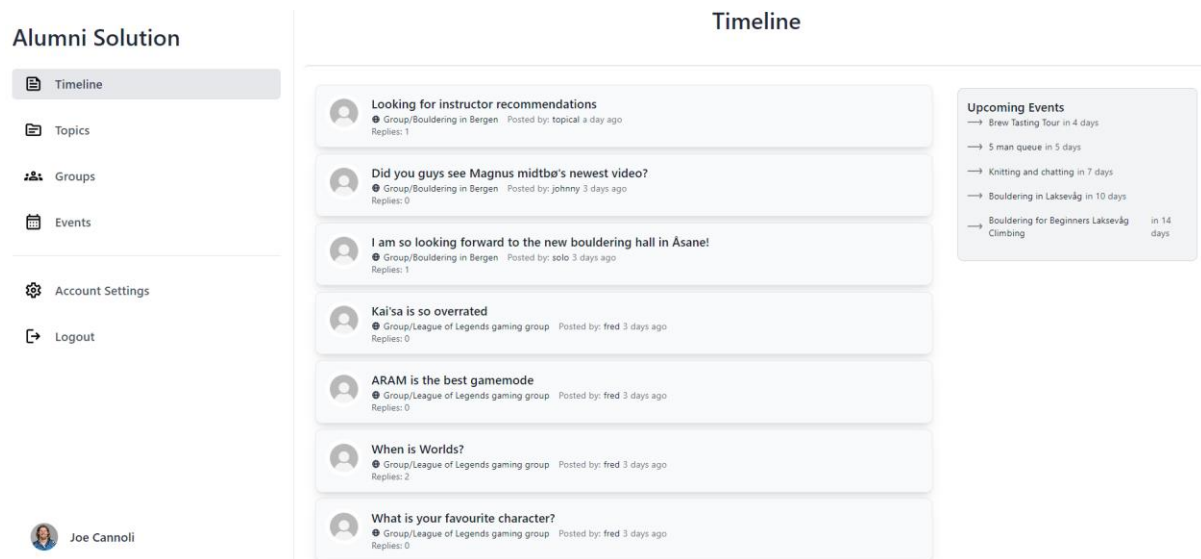 Alumni Solution
Timeline
Topics
Groups
Events
Account Settings
Logout
Joe Cannoli
Timeline
Looking for instructor recommendations
Group/Bouldering in Bergen Posted by: topical a day ago
Replies: 1
Did you guys see Magnus midtbø's newest video?
Group/Bouldering in Bergen Posted by: johnny 3 days ago
Replies: 0
I am so looking forward to the new bouldering hall in Åsane!
Group/Bouldering in Bergen Posted by: solo 3 days ago
Replies: 1
Kai'sa is so overrated
Group/League of Legends gaming group Posted by: fred 3 days ago
Replies: 0
ARAM is the best gamemode
Group/League of Legends gaming group Posted by: fred 3 days ago
Replies: 0
When is Worlds?
Group/League of Legends gaming group Posted by: fred 3 days ago
Replies: 2
What is your favourite character?
Group/League of Legends gaming group Posted by: fred 3 days ago
Replies: 0
Upcoming Events
Brew Tasting Tour in 4 days
5 man queue in 5 days
Knitting and chatting in 7 days
Bouldering in Laksevåg in 10 days
Bouldering for Beginners Laksevåg in 14
Climbing days